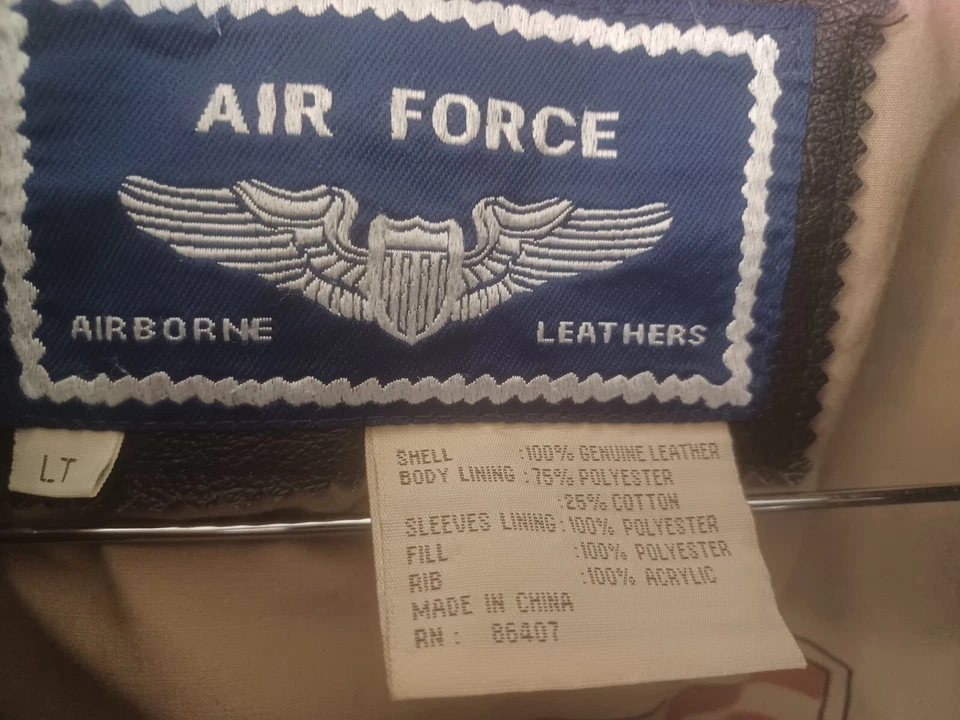 AIR FORCE
AIRBORNE LEATHERS
LT
SHELL :100% GENUINE LEATHER
BODY LINING :75% POLYESTER
:25% COTTON
SLEEVES LINING :100% POLYESTER
FILL :100% POLYESTER
RIB :100% ACRYLIC
MADE IN CHINA
RN : 86407